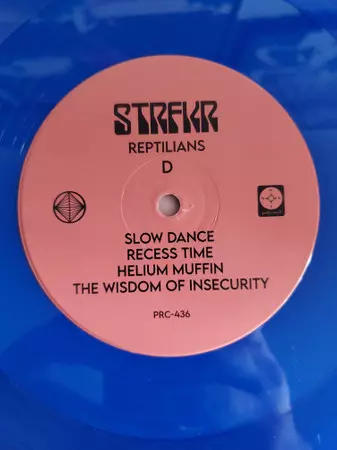 STRFKR
REPTILIANS
D
SLOW DANCE
RECESS TIME
HELIUM MUFFIN
THE WISDOM OF INSECURITY
PRC-436